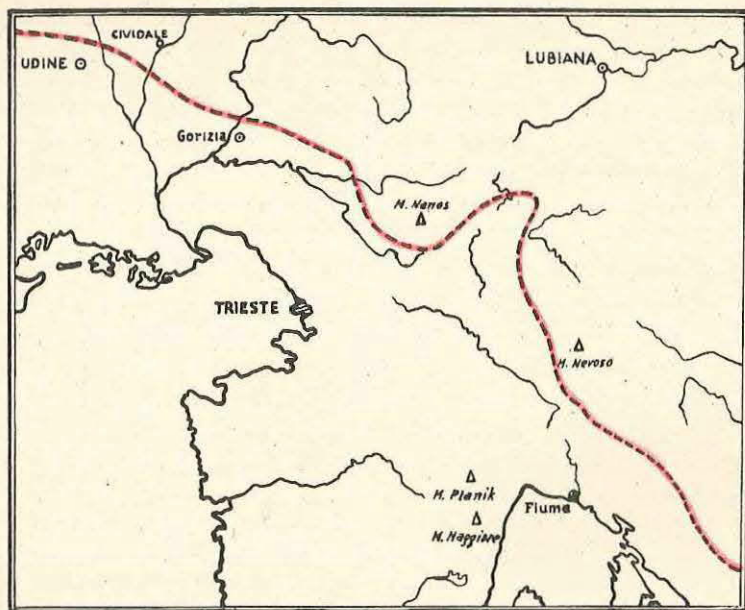 CIVIDALE
UDINE
LUBIANA
Gorizia
M. Nanos
TRIESTE
M. Nevoso
M. Planik
Fiume
M. Maggiore